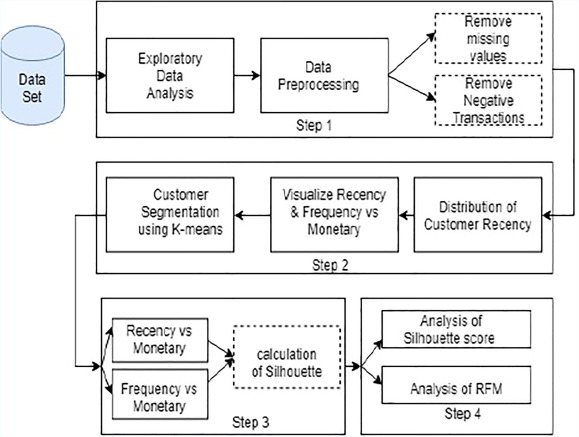 Data
Set
Exploratory
Data
Analysis
Data
Preprocessing
Remove
missing
values
Remove
Negative
Transactions
Step 1
Customer
Segmentation
using K-means
Visualize Recency
& Frequency vs
Monetary
Distribution of
Customer Recency
Step 2
Recency vs
Monetary
Frequency vs
Monetary
calculation
of Silhouette
Step 3
Analysis of
Silhouette score
Analysis of RFM
Step 4